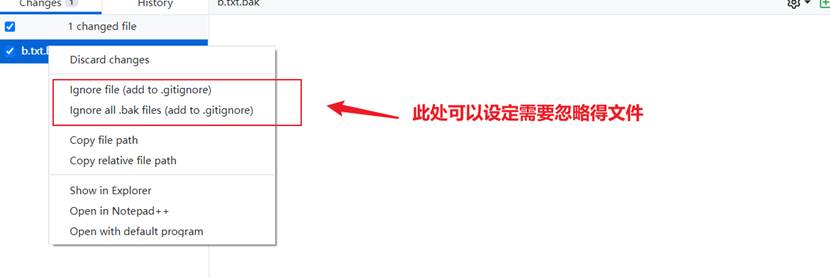 Changes 1
History
b.txt.bak
1 changed file
b.txt.
Discard changes
Ignore file (add to .gitignore)
Ignore all .bak files (add to .gitignore)
此处可以设定需要忽略得文件
Copy file path
Copy relative file path
Show in Explorer
Open in Notepad++
Open with default program